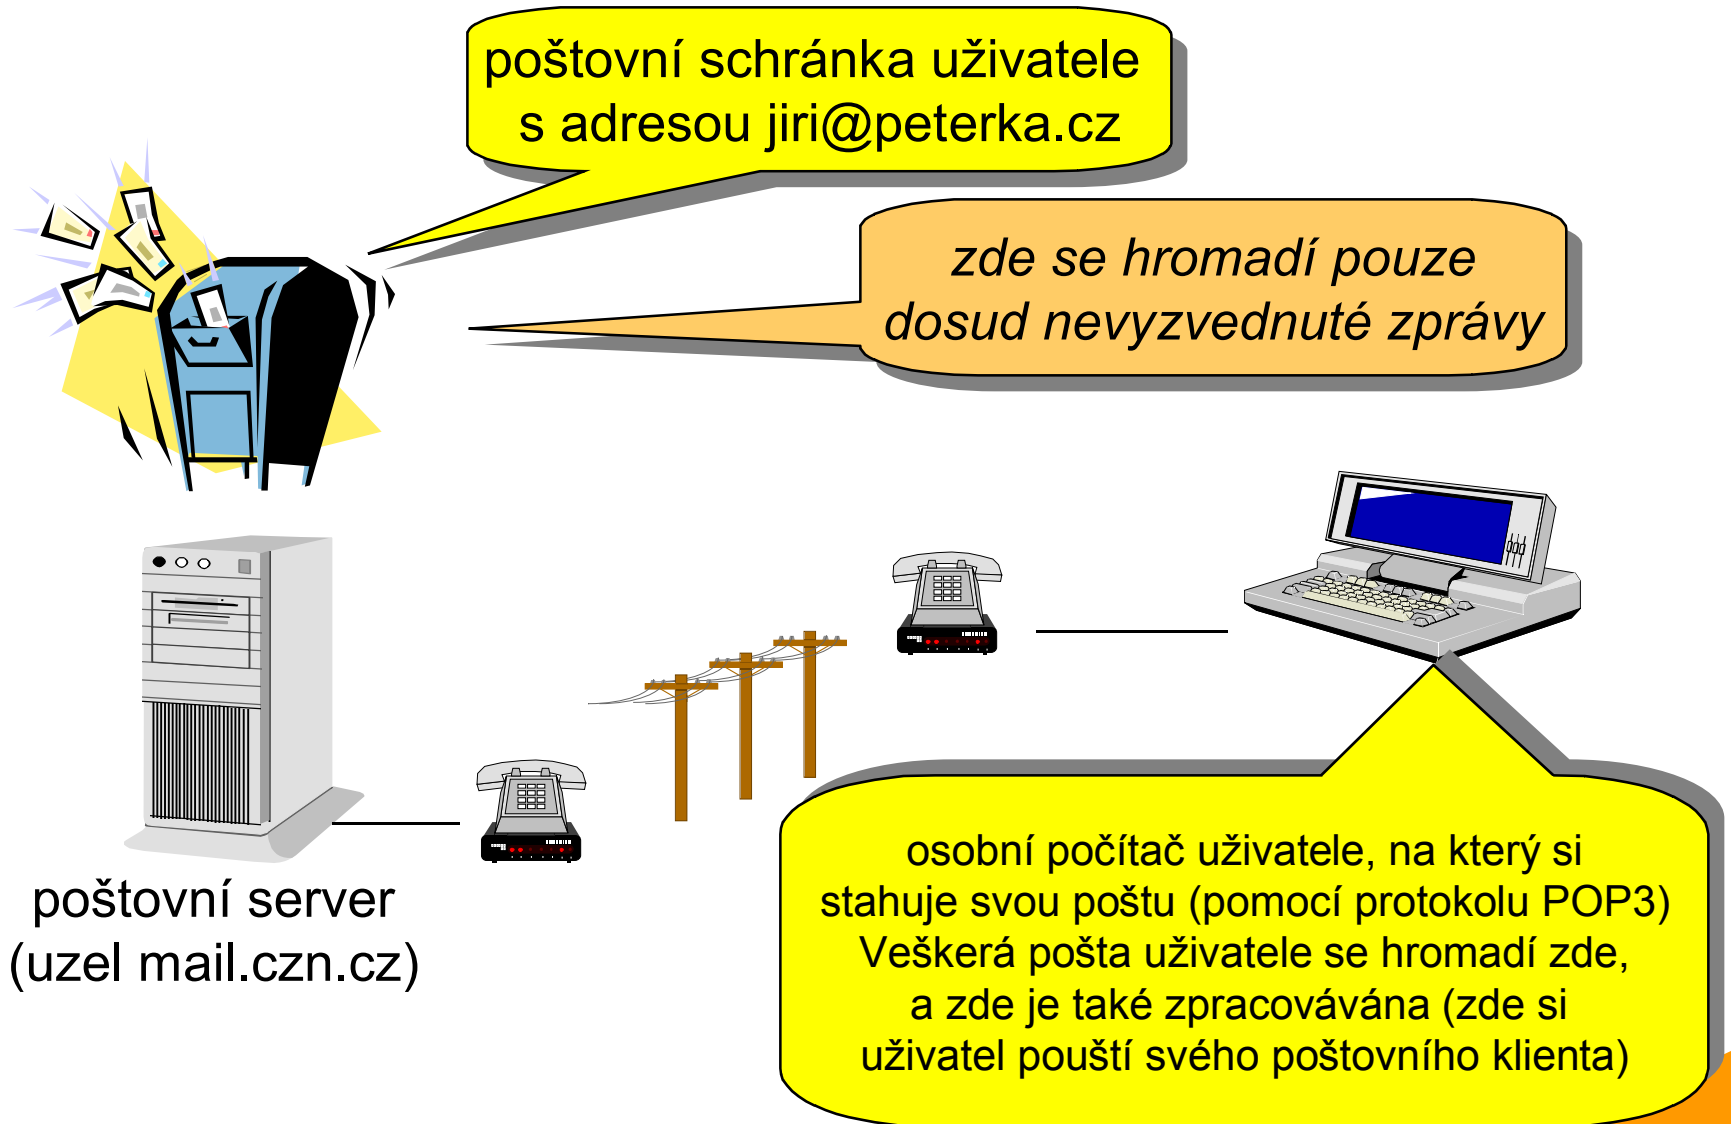 poštovní schránka uživatele
s adresou jiri@peterka.cz
zde se hromadí pouze
dosud nevyzvednuté zprávy
poštovní server
(uzel mail.czn.cz)
osobní počítač uživatele, na který si
stahuje svou poštu (pomocí protokolu POP3)
Veškerá pošta uživatele se hromadí zde,
a zde je také zpracovávána (zde si
uživatel pouští svého poštovního klienta)